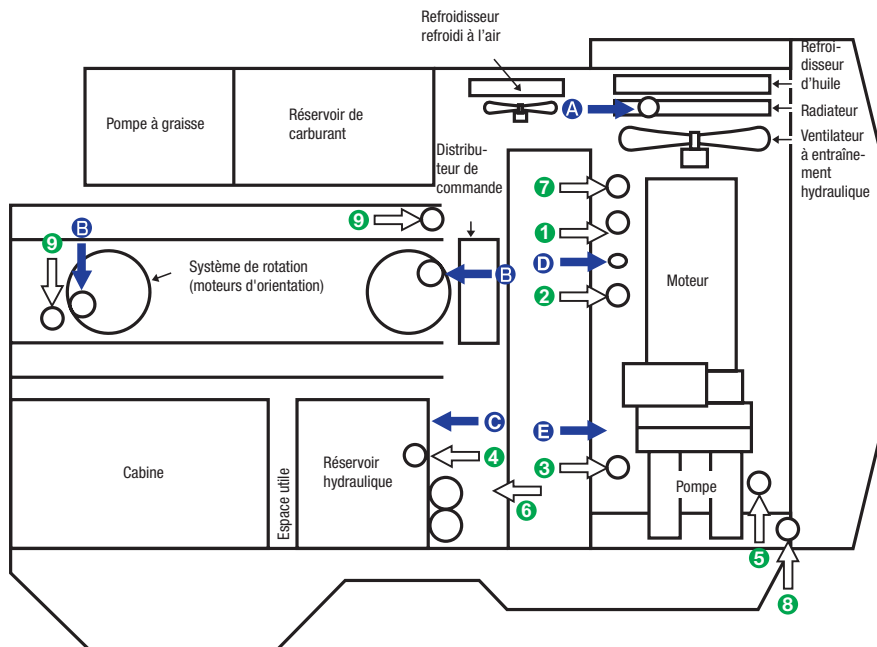 Refroidisseur
refroidi à l'air
Refroi-
disseur
d'huile
Radiateur
Ventilateur
à entraîne-
ment
hydraulique
Pompe à graisse
Réservoir de
carburant
Distribu-
teur de
commande
A
7
9
1
B
9
Système de rotation
(moteurs d'orientation)
B
D
2
Moteur
C
E
4
3
6
Cabine
Espace utile
Réservoir
hydraulique
Pompe
5
8